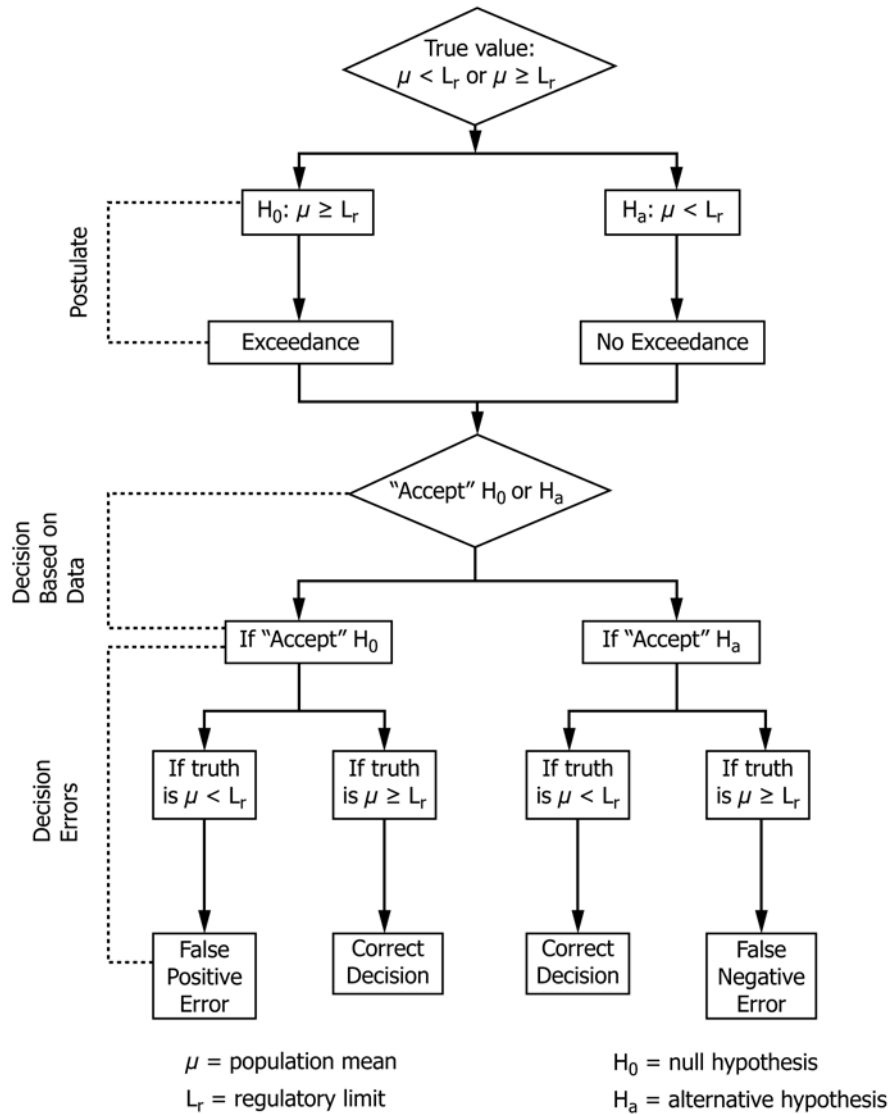 True value:
μ < Lᵣ or μ ≥ Lᵣ
H₀: μ ≥ Lᵣ
Hₐ: μ < Lᵣ
Postulate
Exceedance
No Exceedance
“Accept” H₀ or Hₐ
Decision
Based on
Data
If “Accept” H₀
If “Accept” Hₐ
Decision
Errors
If truth
is μ < Lᵣ
If truth
is μ ≥ Lᵣ
If truth
is μ < Lᵣ
If truth
is μ ≥ Lᵣ
False
Positive
Error
Correct
Decision
Correct
Decision
False
Negative
Error
μ = population mean
Lᵣ = regulatory limit
H₀ = null hypothesis
Hₐ = alternative hypothesis